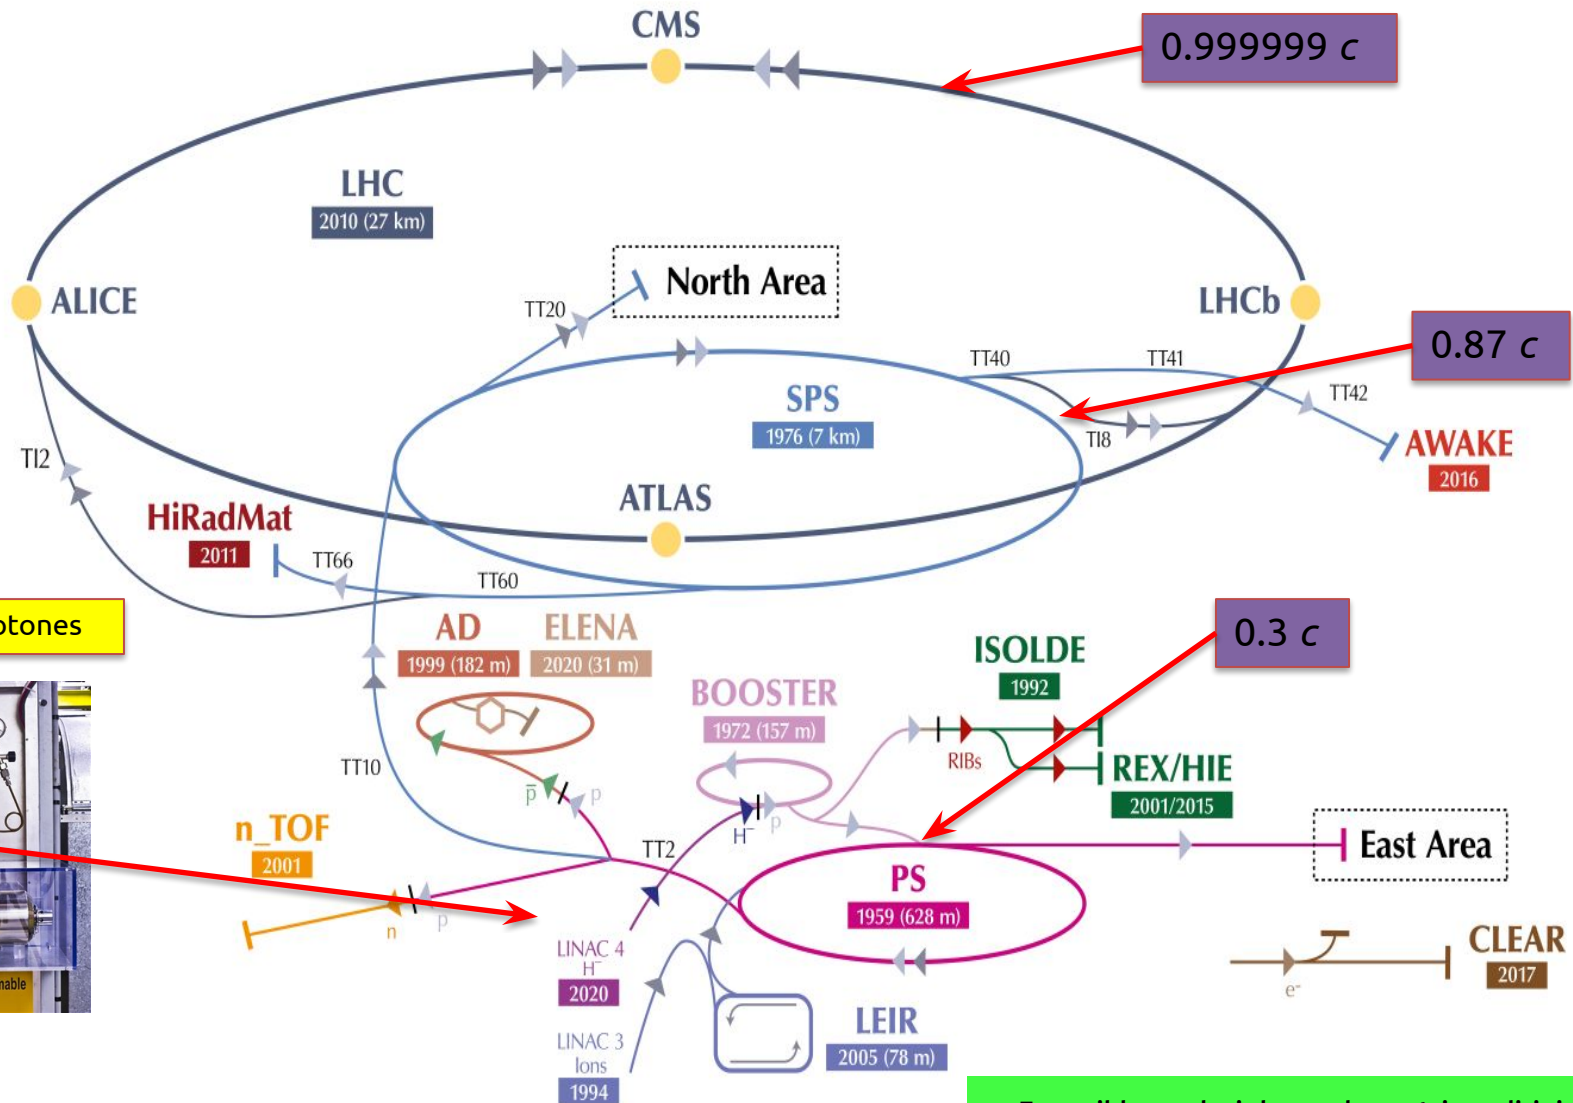 CMS
0.999999 c
LHC
2010 (27 km)
North Area
ALICE
TT20
LHCb
0.87 c
TT40
TT41
SPS
1976 (7 km)
TT42
TI2
TI8
AWAKE
2016
ATLAS
HiRadMat
2011
TT66
TT60
AD
1999 (182 m)
ELENA
2020 (31 m)
0.3 c
ISOLDE
1992
BOOSTER
1972 (157 m)
TT10
RIBs
REX/HIE
2001/2015
p̅
p
H⁻
p
n_TOF
2001
TT2
East Area
PS
1959 (628 m)
n
p
LINAC 4
H⁻
2020
CLEAR
2017
e⁻
LEIR
2005 (78 m)
LINAC 3
Ions
1994